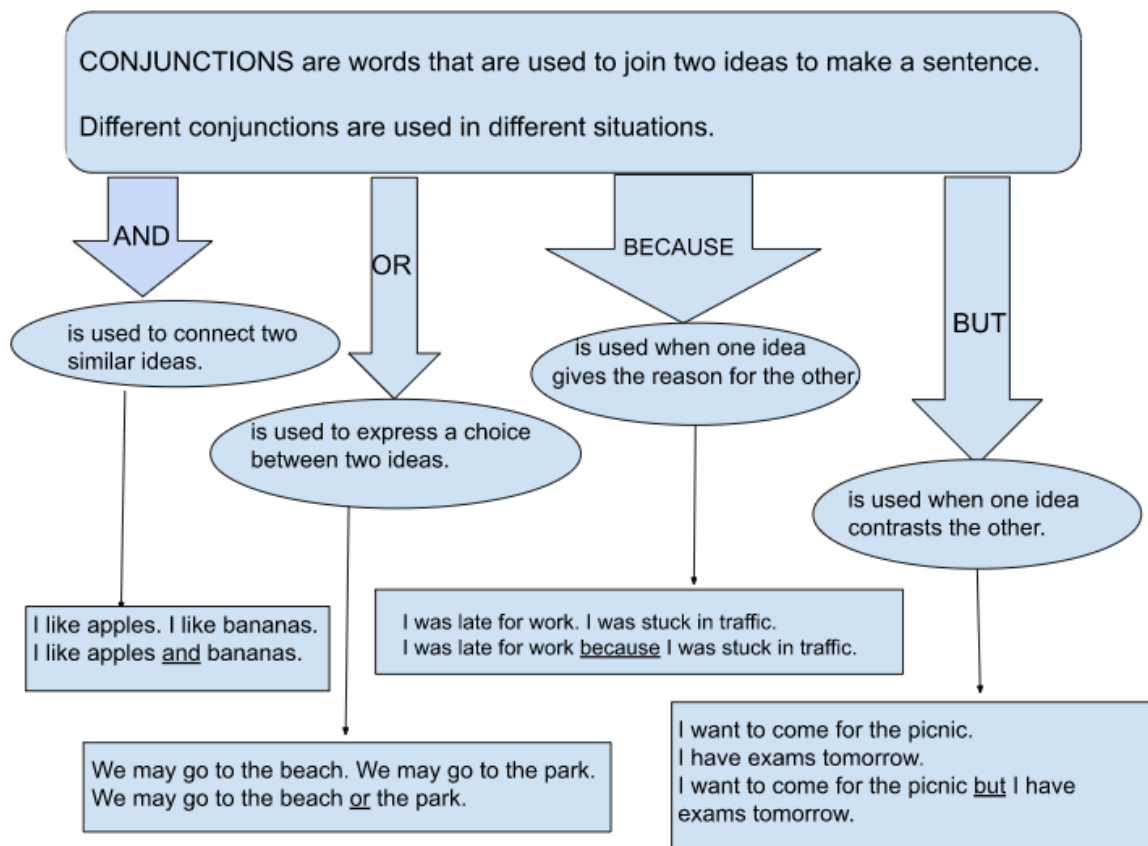 CONJUNCTIONS are words that are used to join two ideas to make a sentence.
Different conjunctions are used in different situations.
AND
is used to connect two
similar ideas.
I like apples. I like bananas.
I like apples and bananas.
OR
is used to express a choice
between two ideas.
We may go to the beach. We may go to the park.
We may go to the beach or the park.
BECAUSE
is used when one idea
gives the reason for the other.
I was late for work. I was stuck in traffic.
I was late for work because I was stuck in traffic.
BUT
is used when one idea
contrasts the other.
I want to come for the picnic.
I have exams tomorrow.
I want to come for the picnic but I have
exams tomorrow.